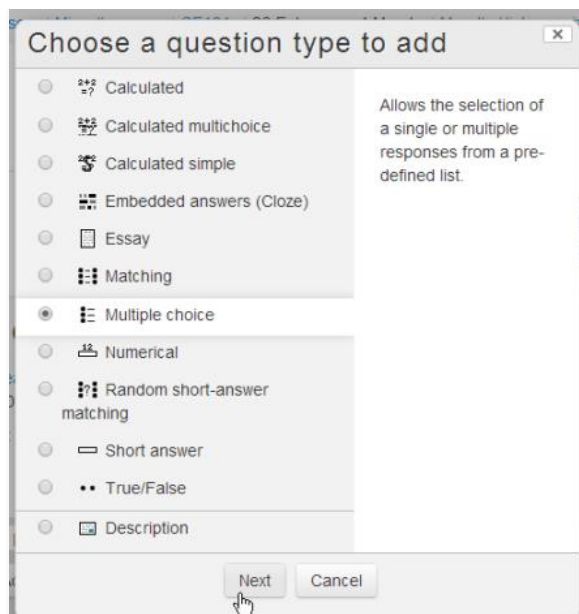 Choose a question type to add
Calculated
Calculated multichoice
Calculated simple
Embedded answers (Cloze)
Essay
Matching
Multiple choice
Numerical
Random short-answer
matching
Short answer
True/False
Description
Allows the selection of
a single or multiple
responses from a pre-
defined list.
Next
Cancel